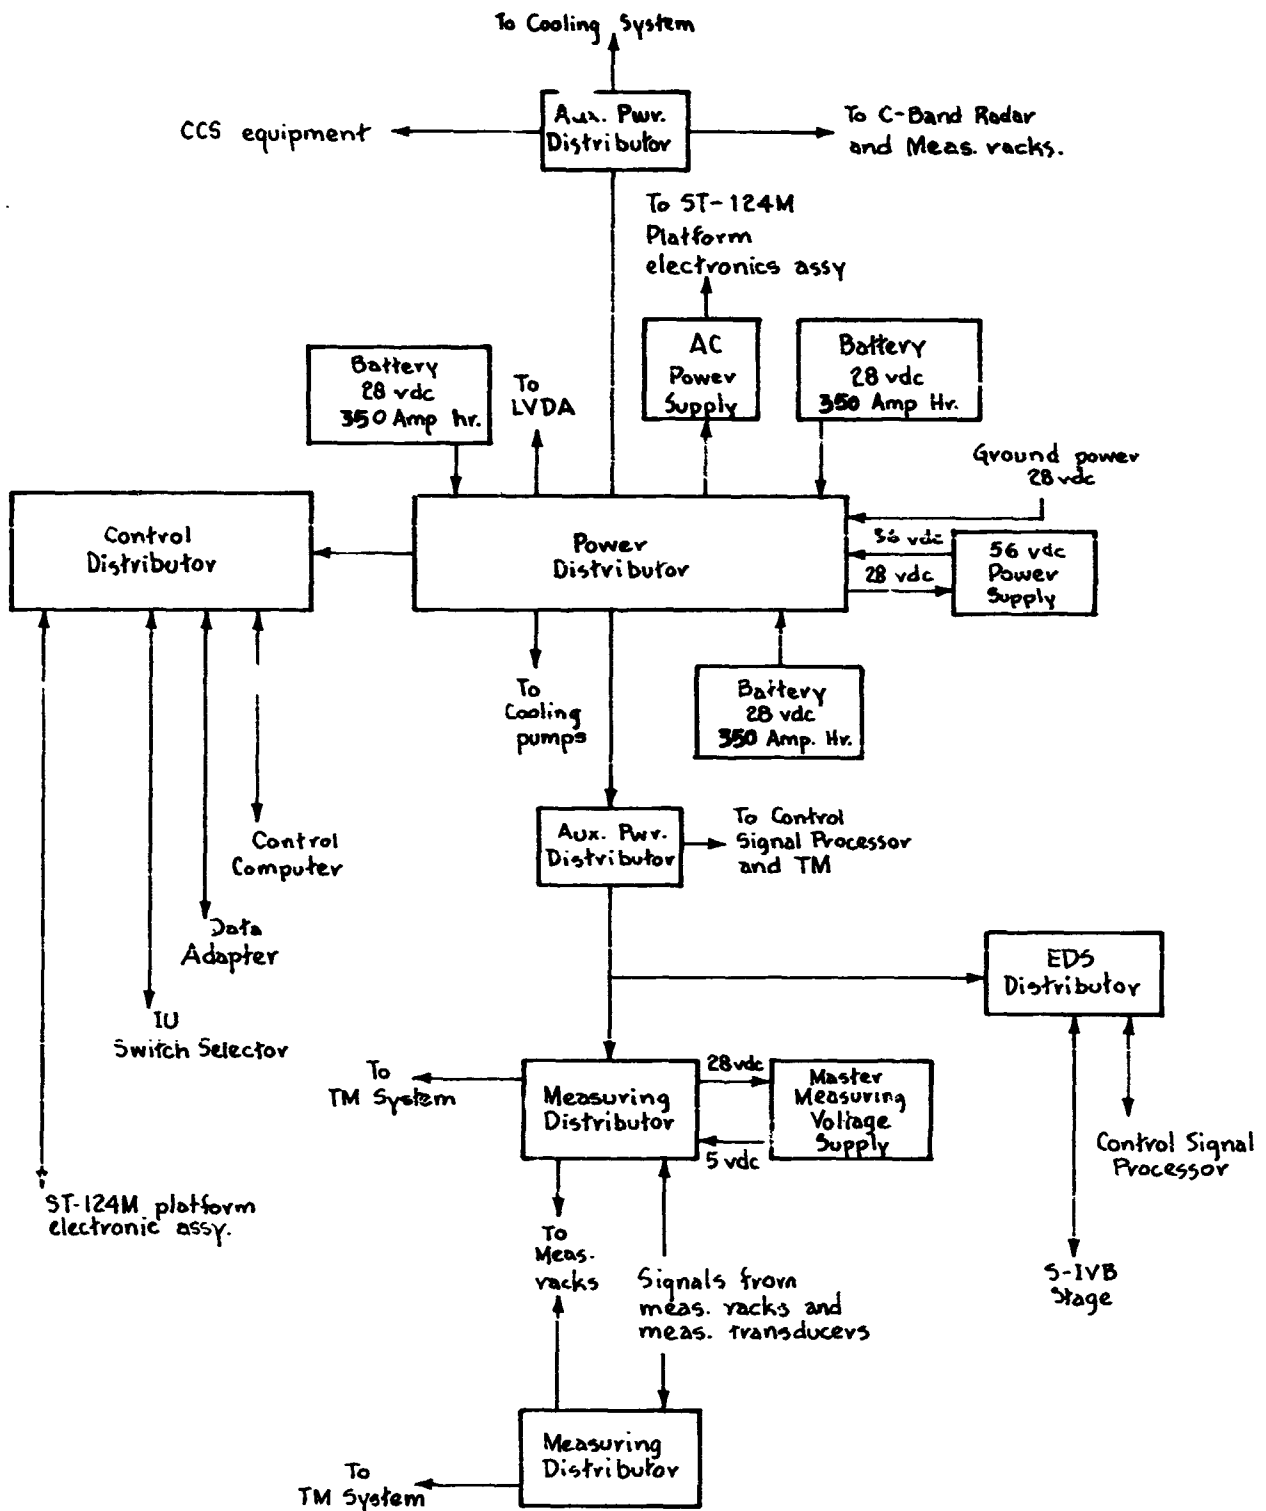 To Cooling System
Aux. Pwr.
Distributor
CCS equipment
To C-Band Radar
and Meas. racks.
To ST-124M
Platform
electronics assy
Battery
28 vdc
350 Amp hr.
To
LVDA
AC
Power
Supply
Battery
28 vdc
350 Amp Hr.
Ground power
28 vdc
Control
Distributor
Power
Distributor
56 vdc
28 vdc
56 vdc
Power
Supply
To
Cooling
pumps
Battery
28 vdc
350 Amp. Hr.
Control
Computer
Aux. Pwr.
Distributor
To Control
Signal Processor
and TM
Data
Adapter
EDS
Distributor
IU
Switch Selector
To
TM System
Measuring
Distributor
28 vdc
5 vdc
Master
Measuring
Voltage
Supply
Control Signal
Processor
ST-124M platform
electronic assy.
To
Meas.
racks
Signals from
meas. racks and
meas. transducers
S-IVB
Stage
Measuring
Distributor
To
TM System